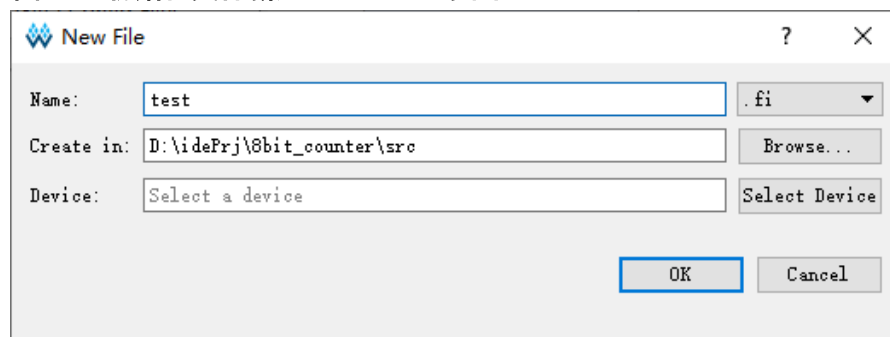 New File
?
Name: test .fi
Create in: D:\idePrj\8bit_counter\src Browse...
Device: Select a device Select Device
OK Cancel